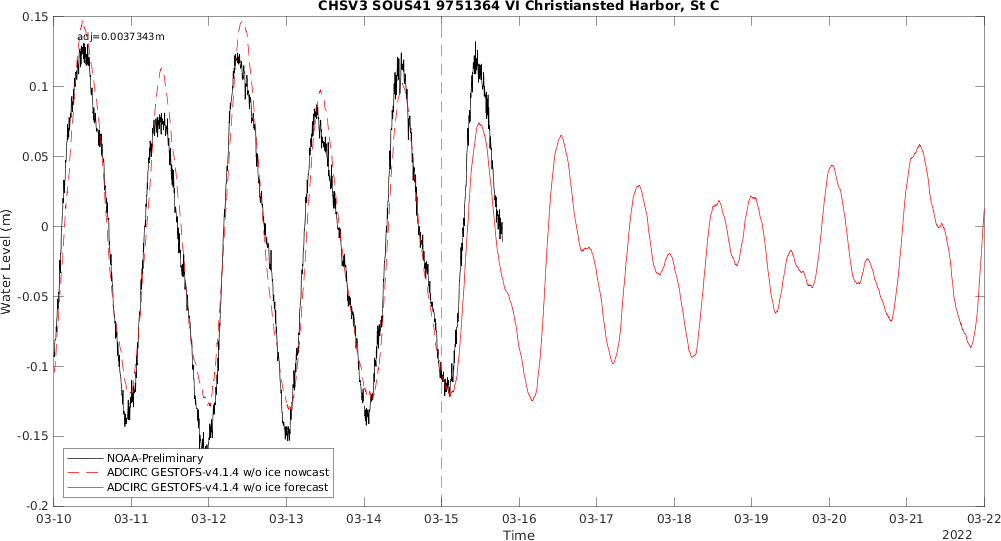 CHSV3 SOUS41 9751364 VI Christiansted Harbor, St C
adj=0.0037343m
0.15
0.1
0.05
0
-0.05
-0.1
-0.15
-0.2
Water Level (m)
NOAA-Preliminary
ADCIRC GESTOFS-v4.1.4 w/o ice nowcast
ADCIRC GESTOFS-v4.1.4 w/o ice forecast
03-10 03-11 03-12 03-13 03-14 03-15 03-16 03-17 03-18 03-19 03-20 03-21 03-22
Time
2022